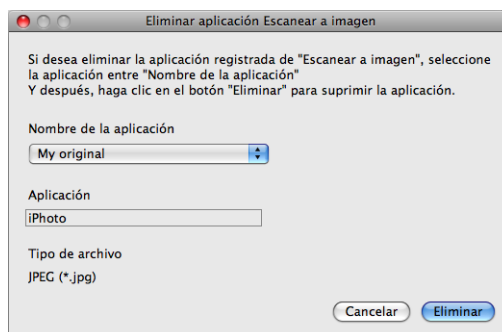 Eliminar aplicación Escanear a imagen
Si desea eliminar la aplicación registrada de "Escanear a imagen", seleccione
la aplicación entre "Nombre de la aplicación"
Y después, haga clic en el botón "Eliminar" para suprimir la aplicación.
Nombre de la aplicación
My original
Aplicación
iPhoto
Tipo de archivo
JPEG (*.jpg)
Cancelar Eliminar